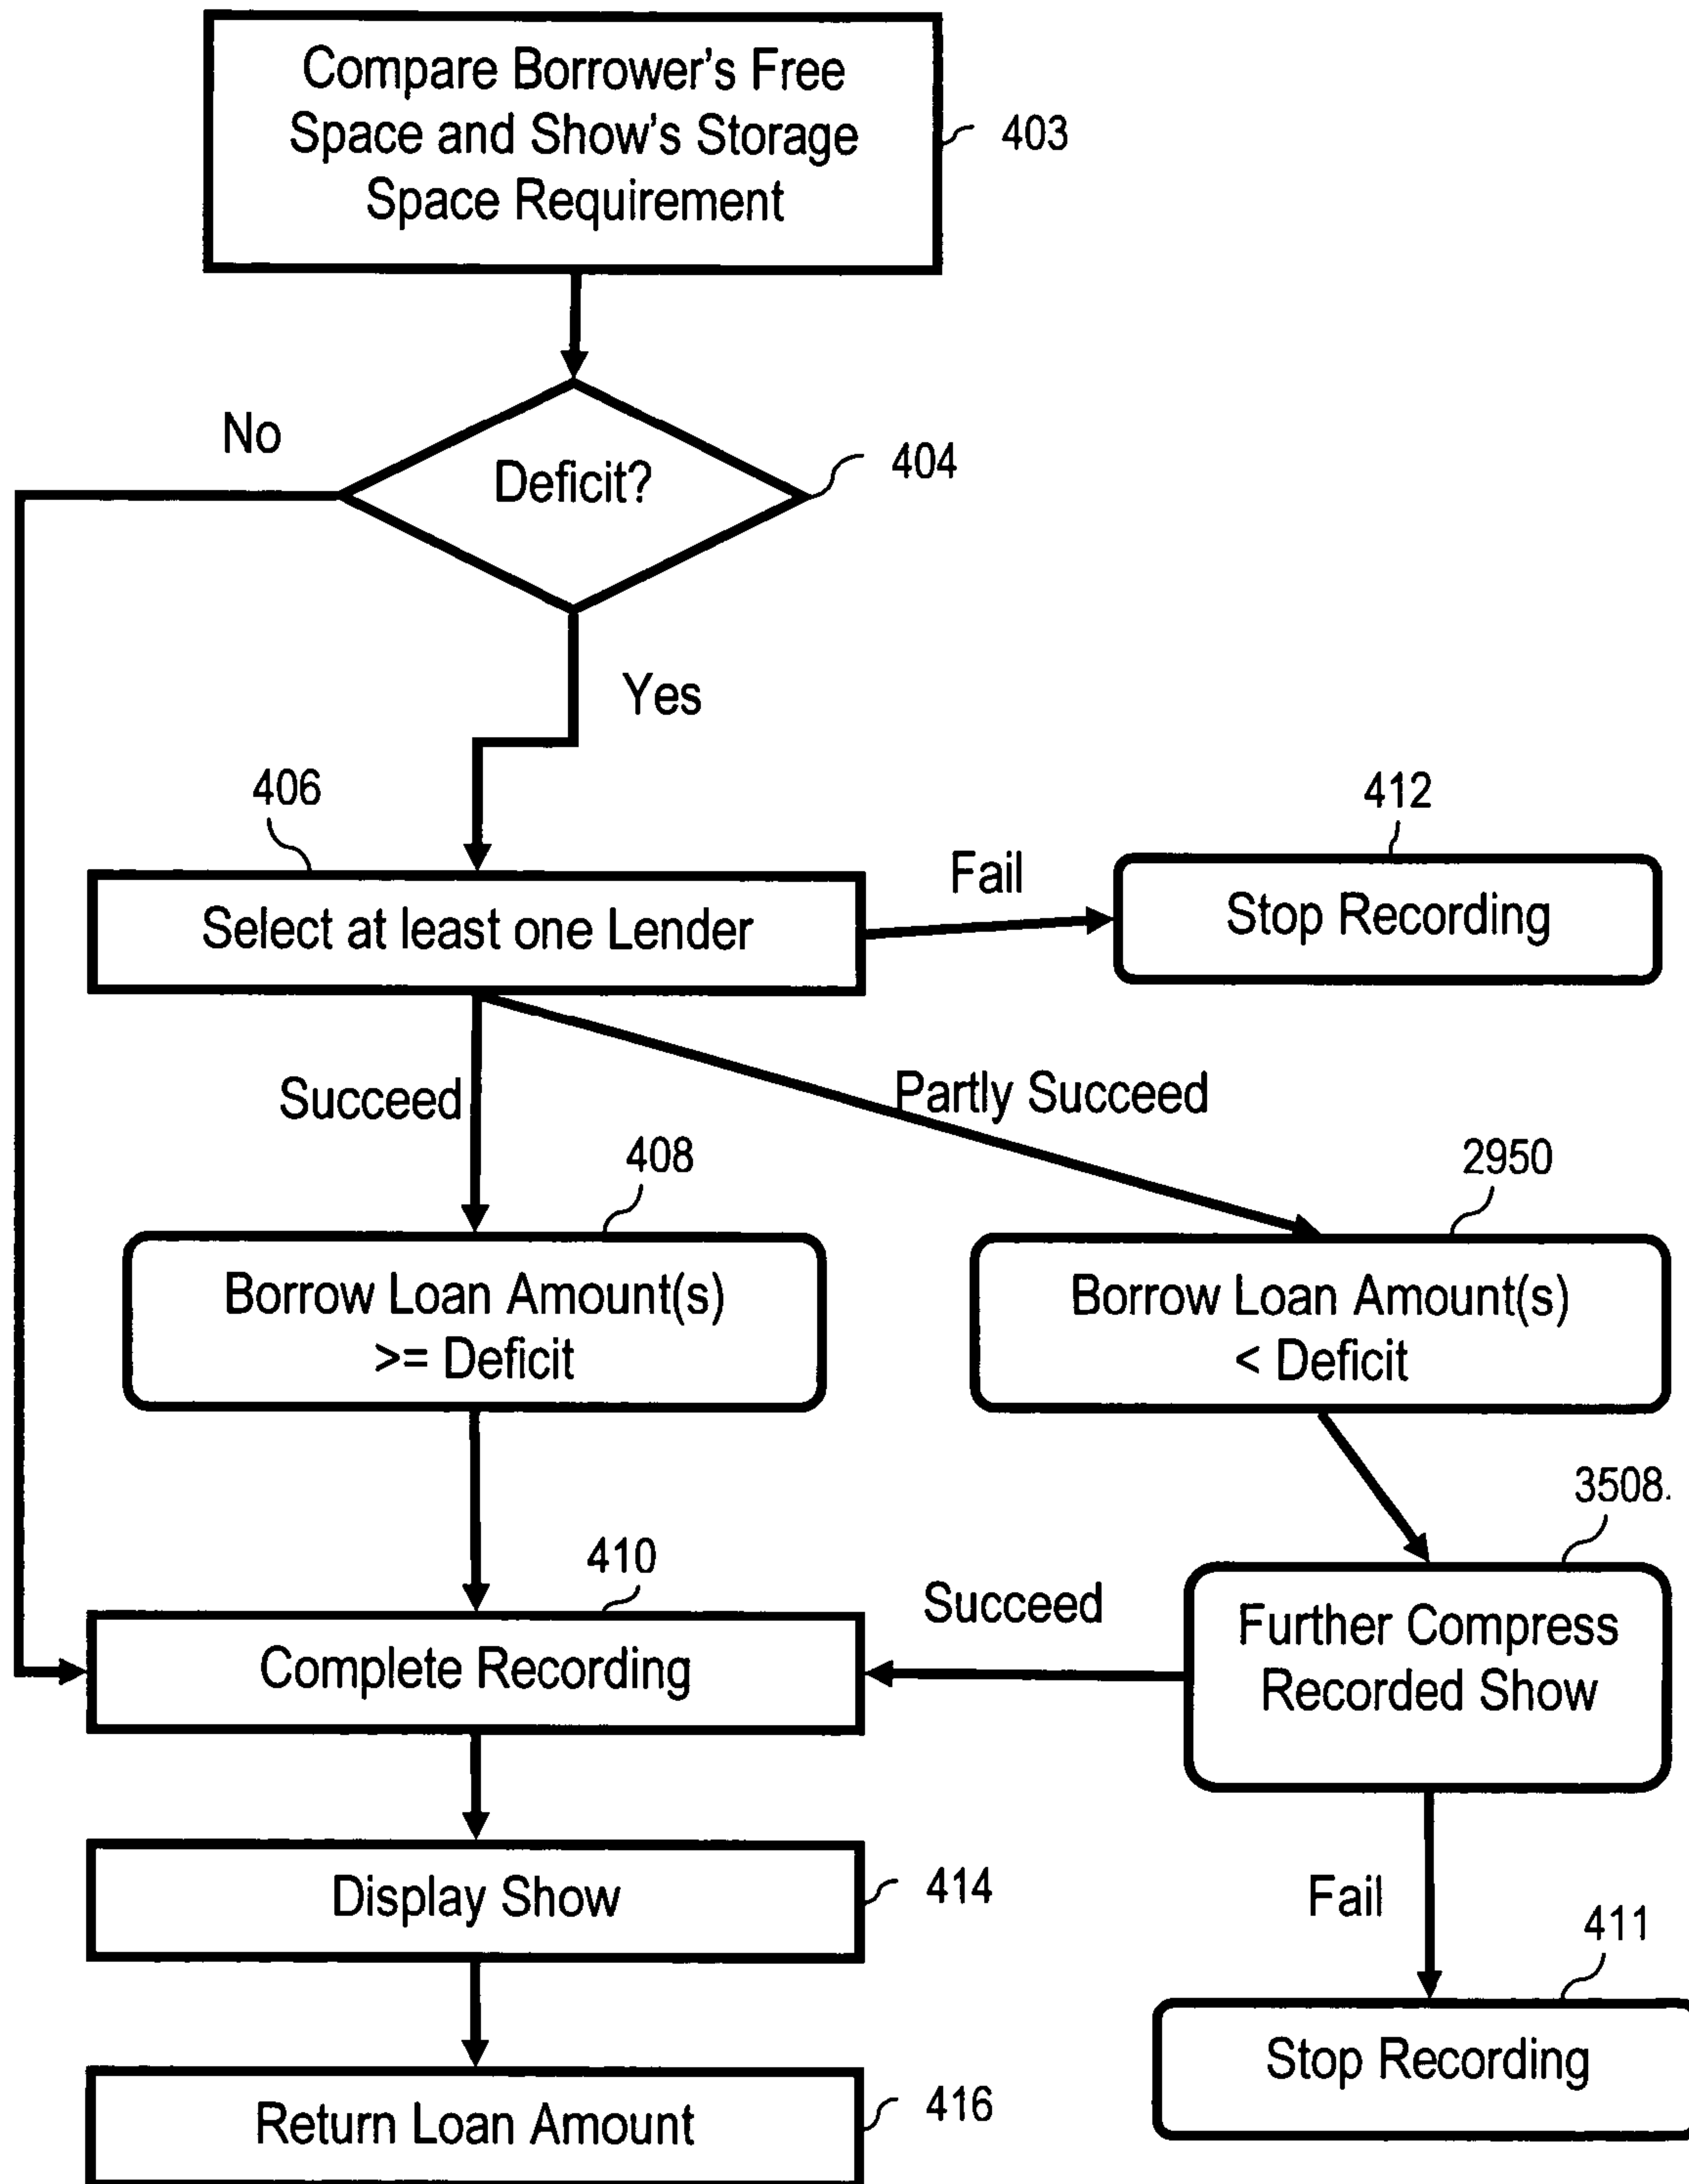 Compare Borrower's Free
Space and Show's Storage
Space Requirement
403
No
Deficit?
404
Yes
406
412
Fail
Select at least one Lender
Stop Recording
Succeed
Partly Succeed
408
2950
Borrow Loan Amount(s)
>= Deficit
Borrow Loan Amount(s)
< Deficit
3508.
410
Succeed
Further Compress
Recorded Show
Complete Recording
Display Show
414
Fail
411
Stop Recording
Return Loan Amount
416